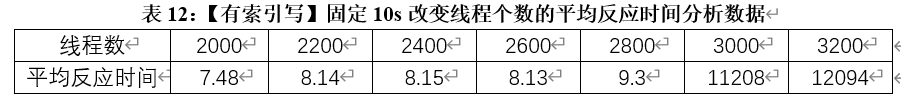 表 12：【有索引写】固定 10s 改变线程个数的平均反应时间分析数据
线程数 2000 2200 2400 2600 2800 3000 3200
平均反应时间 7.48 8.14 8.15 8.13 9.3 11208 12094